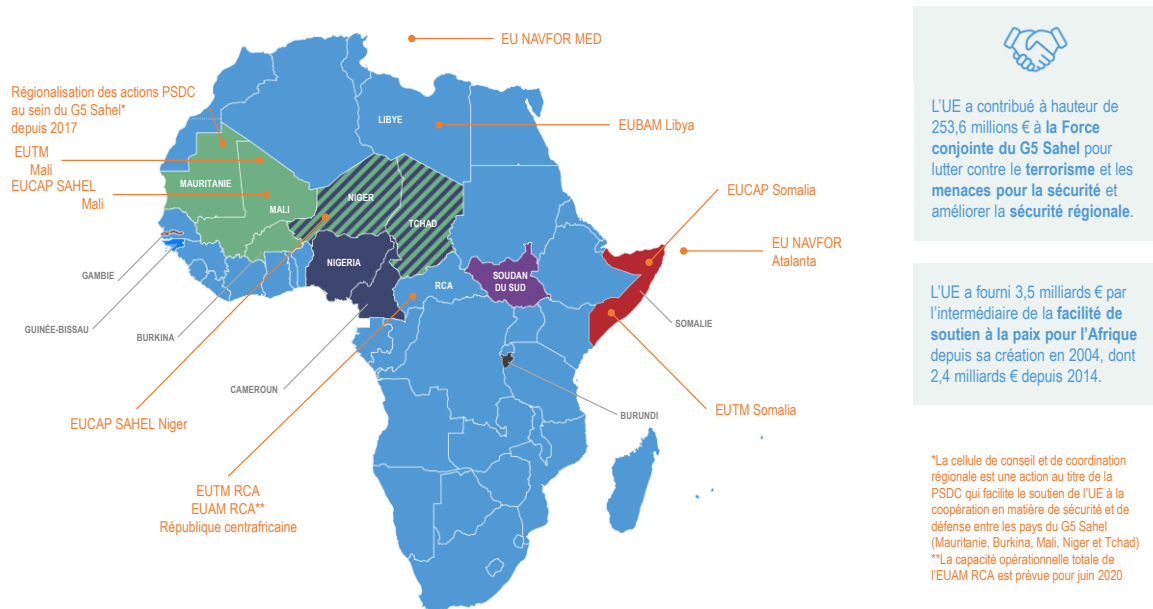 EU NAVFOR MED
Régionalisation des actions PSDC
au sein du G5 Sahel*
depuis 2017
LIBYE
EUBAM Libya
EUTM
Mali
EUCAP SAHEL
Mali
MAURITANIE
MALI
NIGER
TCHAD
EUCAP Somalia
EU NAVFOR
Atalanta
GAMBIE
NIGERIA
RCA
SOUDAN
DU SUD
GUINÉE-BISSAU
BURKINA
SOMALIE
CAMEROUN
EUCAP SAHEL Niger
BURUNDI
EUTM Somalia
EUTM RCA
EUAM RCA**
République centrafricaine
L’UE a contribué à hauteur de
253,6 millions € à la Force
conjointe du G5 Sahel pour
lutter contre le terrorisme et les
menaces pour la sécurité et
améliorer la sécurité régionale.
L’UE a fourni 3,5 milliards € par
l’intermédiaire de la facilité de
soutien à la paix pour l’Afrique
depuis sa création en 2004, dont
2,4 milliards € depuis 2014.
*La cellule de conseil et de coordination
régionale est une action au titre de la
PSDC qui facilite le soutien de l’UE à la
coopération en matière de sécurité et de
défense entre les pays du G5 Sahel
(Mauritanie, Burkina, Mali, Niger et Tchad)
**La capacité opérationnelle totale de
l’EUAM RCA est prévue pour juin 2020